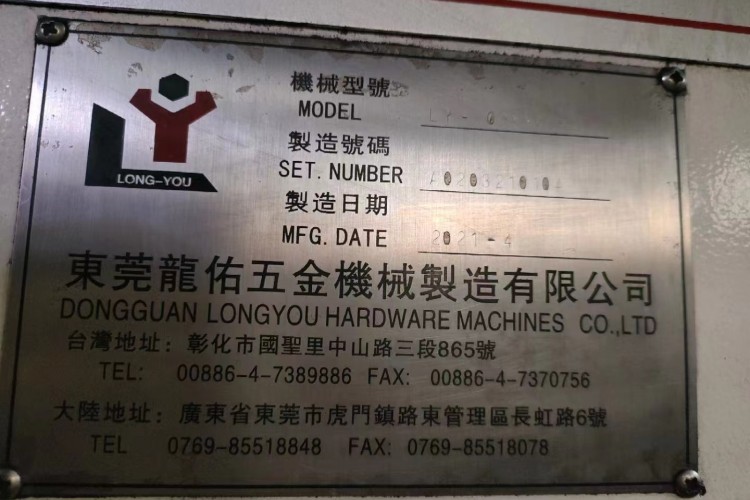 LONG-YOU
機械型號
MODEL LY-0
製造號碼
SET. NUMBER
製造日期
MFG. DATE 2021-4
東莞龍佑五金機械製造有限公司
DONGGUAN LONGYOU HARDWARE MACHINES CO.,LTD
台灣地址：彰化市國聖里中山路三段865號
TEL: 00886-4-7389886 FAX: 00886-4-7370756
大陸地址：廣東省東莞市虎門鎮路東管理區長虹路6號
TEL 0769-85518848 FAX: 0769-85518078